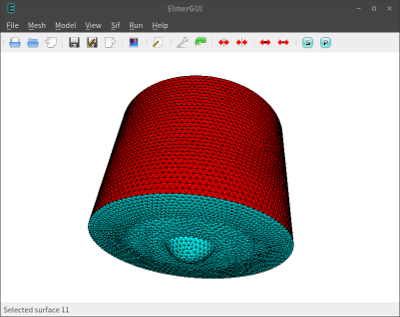 ElmerGUI
File Mesh Model View Sif Run Help
S P
Selected surface 11